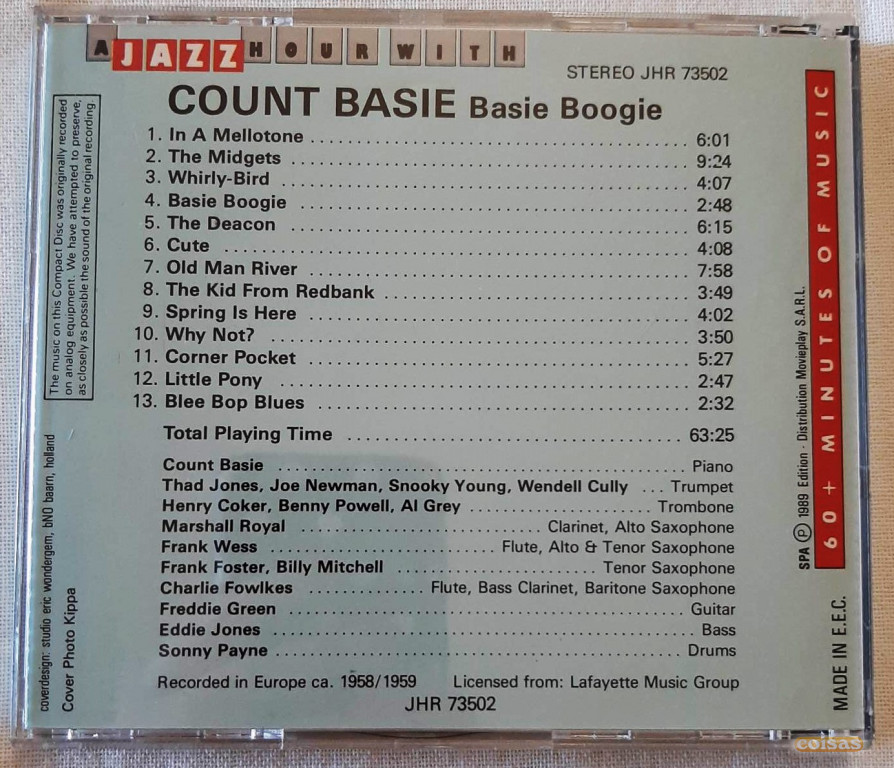 A JAZZ HOUR WITH
STEREO JHR 73502
COUNT BASIE Basie Boogie
1. In A Mellotone ........ 6:01
2. The Midgets ........ 9:24
3. Whirly-Bird ........ 4:07
4. Basie Boogie ........ 2:48
5. The Deacon ........ 6:15
6. Cute ........ 4:08
7. Old Man River ........ 7:58
8. The Kid From Redbank ........ 3:49
9. Spring Is Here ........ 4:02
10. Why Not? ........ 3:50
11. Corner Pocket ........ 5:27
12. Little Pony ........ 2:47
13. Blee Bop Blues ........ 2:32
Total Playing Time ........ 63:25
Count Basie ........ Piano
Thad Jones, Joe Newman, Snooky Young, Wendell Cully ... Trumpet
Henry Coker, Benny Powell, Al Grey ........ Trombone
Marshall Royal ........ Clarinet, Alto Saxophone
Frank Wess ........ Flute, Alto & Tenor Saxophone
Frank Foster, Billy Mitchell ........ Tenor Saxophone
Charlie Fowlkes ........ Flute, Bass Clarinet, Baritone Saxophone
Freddie Green ........ Guitar
Eddie Jones ........ Bass
Sonny Payne ........ Drums
Recorded in Europe ca. 1958/1959 Licensed from: Lafayette Music Group
JHR 73502
The music on this Compact Disc was originally recorded
on analog equipment. We have attempted to preserve,
as closely as possible the sound of the original recording.
coverdesign: studio eric wondergem, bNO baarn, holland
Cover Photo Kippa
60+ MINUTES OF MUSIC
SPA ℗ 1989 Edition · Distribution Movieplay S.A.R.L.
MADE IN E.E.C.
coisas